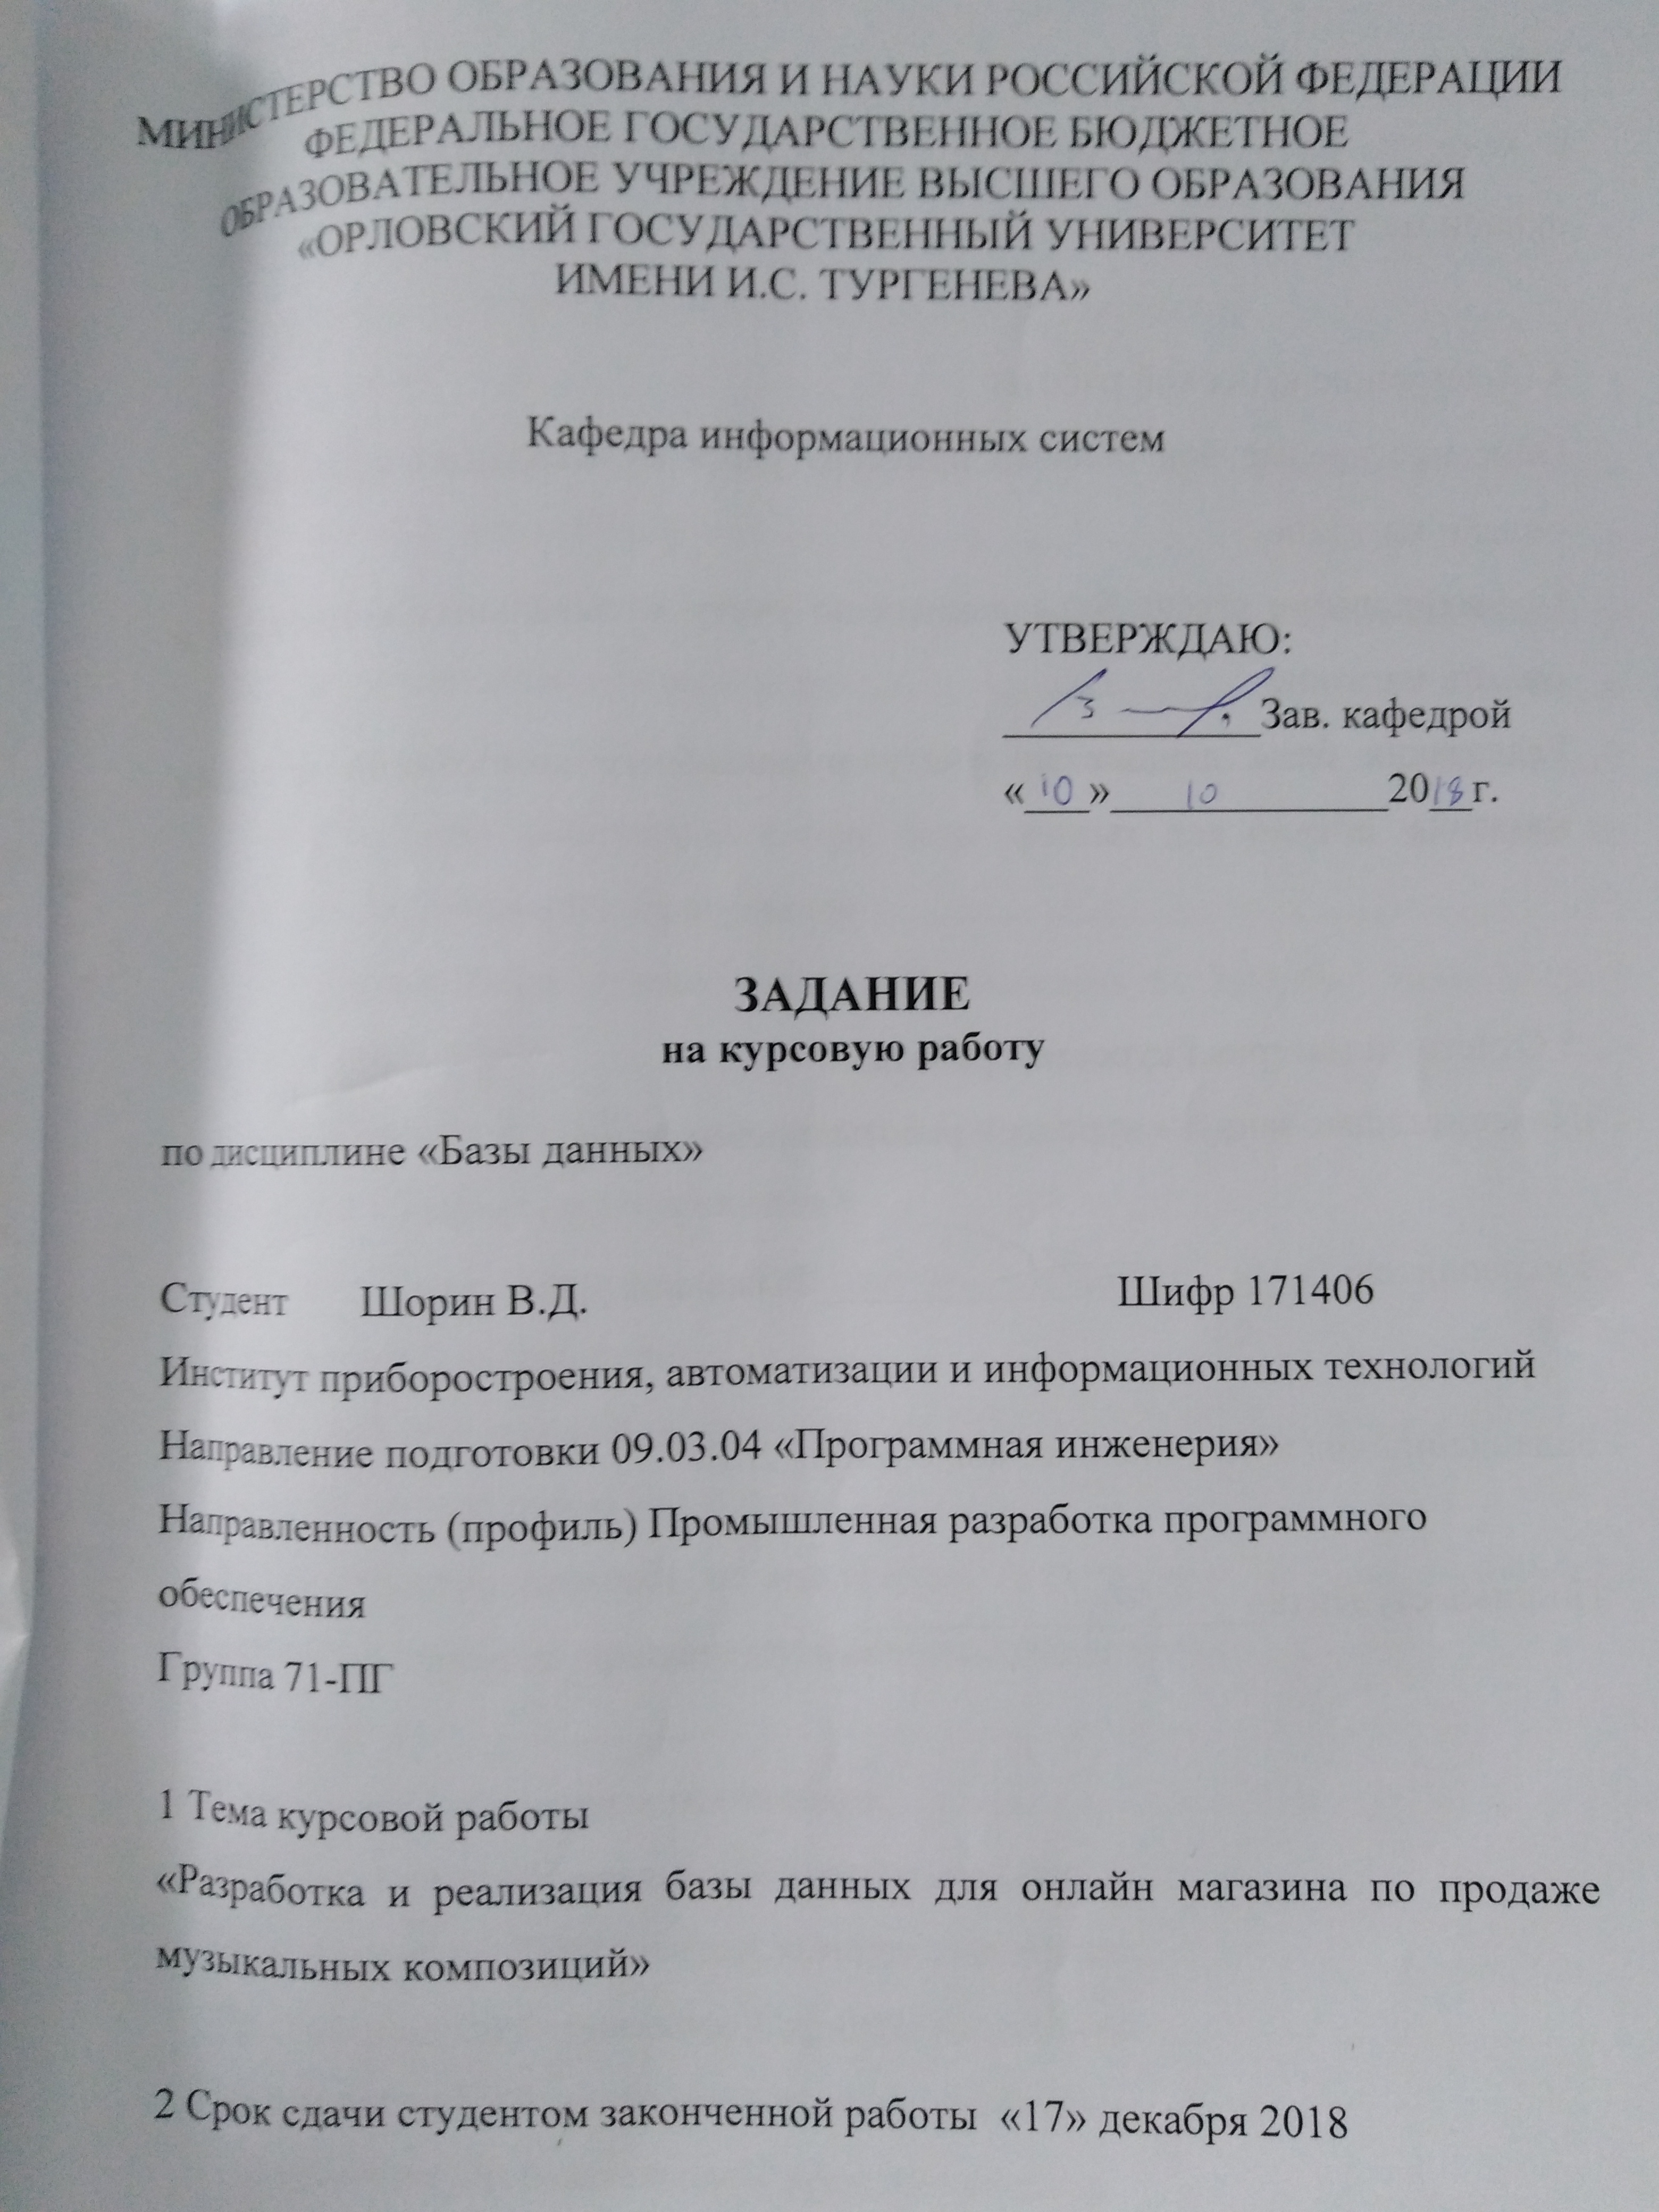 МИНИСТЕРСТВО ОБРАЗОВАНИЯ И НАУКИ РОССИЙСКОЙ ФЕДЕРАЦИИ
ФЕДЕРАЛЬНОЕ ГОСУДАРСТВЕННОЕ БЮДЖЕТНОЕ
ОБРАЗОВАТЕЛЬНОЕ УЧРЕЖДЕНИЕ ВЫСШЕГО ОБРАЗОВАНИЯ
«ОРЛОВСКИЙ ГОСУДАРСТВЕННЫЙ УНИВЕРСИТЕТ
ИМЕНИ И.С. ТУРГЕНЕВА»
Кафедра информационных систем
УТВЕРЖДАЮ:
Зав. кафедрой
«10» 10 2018г.
ЗАДАНИЕ
на курсовую работу
по дисциплине «Базы данных»
Студент Шорин В.Д. Шифр 171406
Институт приборостроения, автоматизации и информационных технологий
Направление подготовки 09.03.04 «Программная инженерия»
Направленность (профиль) Промышленная разработка программного
обеспечения
Группа 71-ПГ
1 Тема курсовой работы
«Разработка и реализация базы данных для онлайн магазина по продаже
музыкальных композиций»
2 Срок сдачи студентом законченной работы «17» декабря 2018